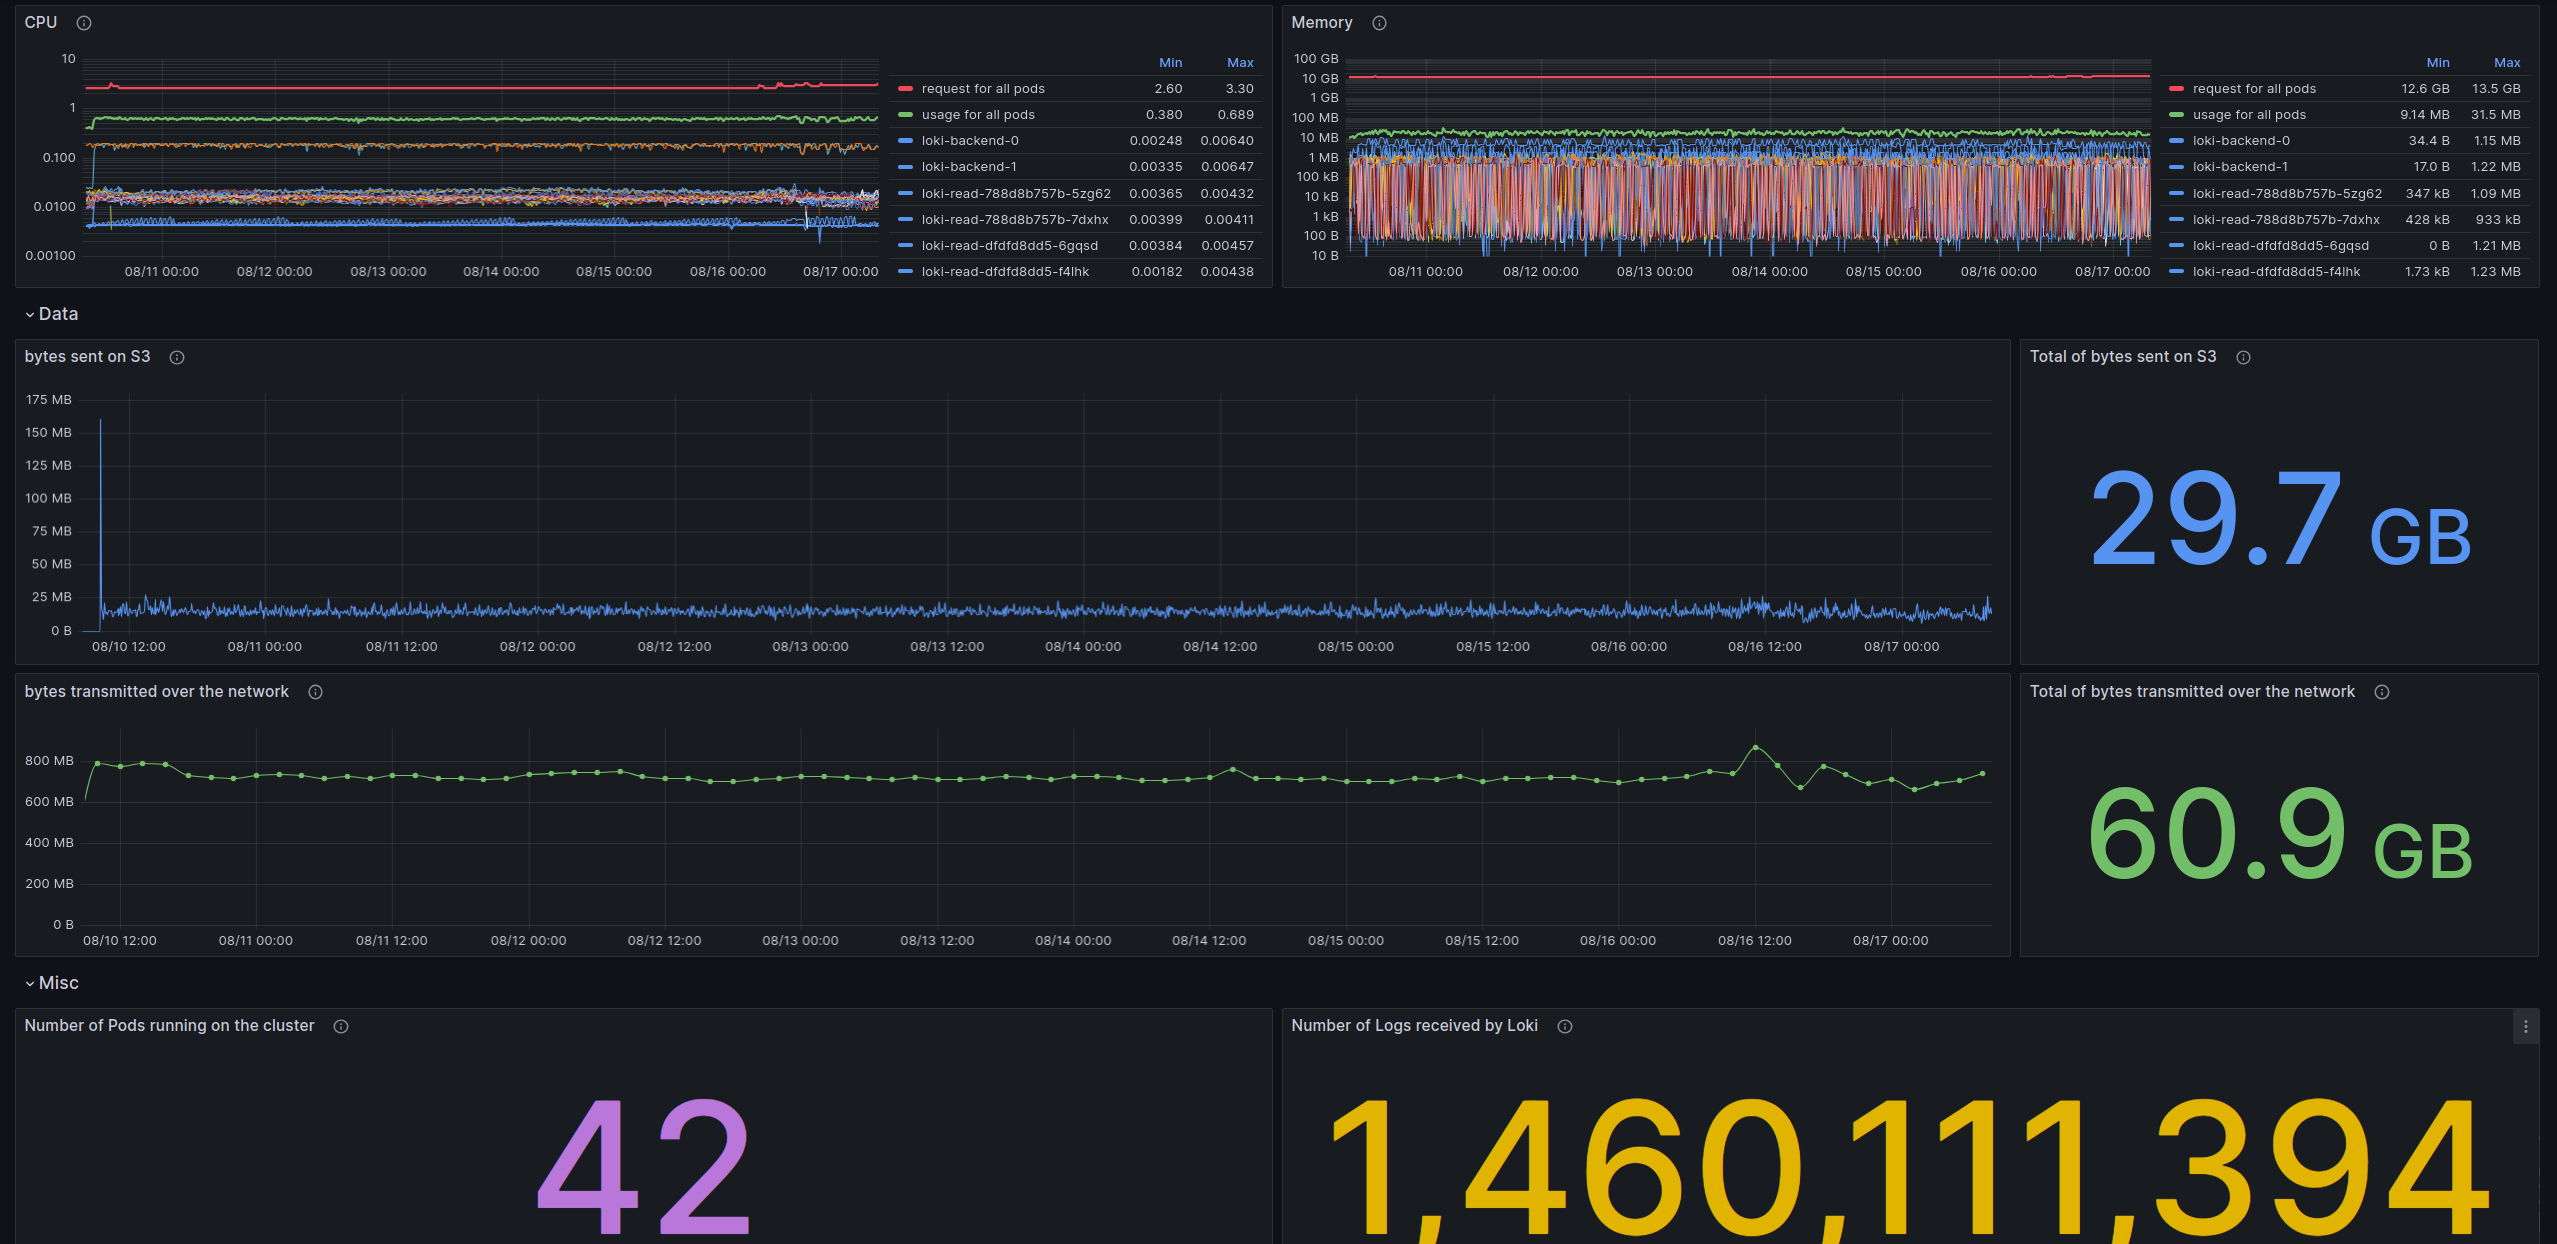 CPU
10
1
0.100
0.0100
0.00100
08/11 00:00 08/12 00:00 08/13 00:00 08/14 00:00 08/15 00:00 08/16 00:00 08/17 00:00
Min Max
request for all pods 2.60 3.30
usage for all pods 0.380 0.689
loki-backend-0 0.00248 0.00640
loki-backend-1 0.00335 0.00647
loki-read-788d8b757b-5zg62 0.00365 0.00432
loki-read-788d8b757b-7dxhx 0.00399 0.00411
loki-read-dfdfd8dd5-6gqsd 0.00384 0.00457
loki-read-dfdfd8dd5-f4lhk 0.00182 0.00438
Memory
100 GB
10 GB
1 GB
100 MB
10 MB
1 MB
100 kB
10 kB
1 kB
100 B
10 B
08/11 00:00 08/12 00:00 08/13 00:00 08/14 00:00 08/15 00:00 08/16 00:00 08/17 00:00
Min Max
request for all pods 12.6 GB 13.5 GB
usage for all pods 9.14 MB 31.5 MB
loki-backend-0 34.4 B 1.15 MB
loki-backend-1 17.0 B 1.22 MB
loki-read-788d8b757b-5zg62 347 kB 1.09 MB
loki-read-788d8b757b-7dxhx 428 kB 933 kB
loki-read-dfdfd8dd5-6gqsd 0 B 1.21 MB
loki-read-dfdfd8dd5-f4lhk 1.73 kB 1.23 MB
Data
bytes sent on S3
175 MB
150 MB
125 MB
100 MB
75 MB
50 MB
25 MB
0 B
08/10 12:00 08/11 00:00 08/11 12:00 08/12 00:00 08/12 12:00 08/13 00:00 08/13 12:00 08/14 00:00 08/14 12:00 08/15 00:00 08/15 12:00 08/16 00:00 08/16 12:00 08/17 00:00
Total of bytes sent on S3
29.7 GB
bytes transmitted over the network
800 MB
600 MB
400 MB
200 MB
0 B
08/10 12:00 08/11 00:00 08/11 12:00 08/12 00:00 08/12 12:00 08/13 00:00 08/13 12:00 08/14 00:00 08/14 12:00 08/15 00:00 08/15 12:00 08/16 00:00 08/16 12:00 08/17 00:00
Total of bytes transmitted over the network
60.9 GB
Misc
Number of Pods running on the cluster
42
Number of Logs received by Loki
1,460,111,394